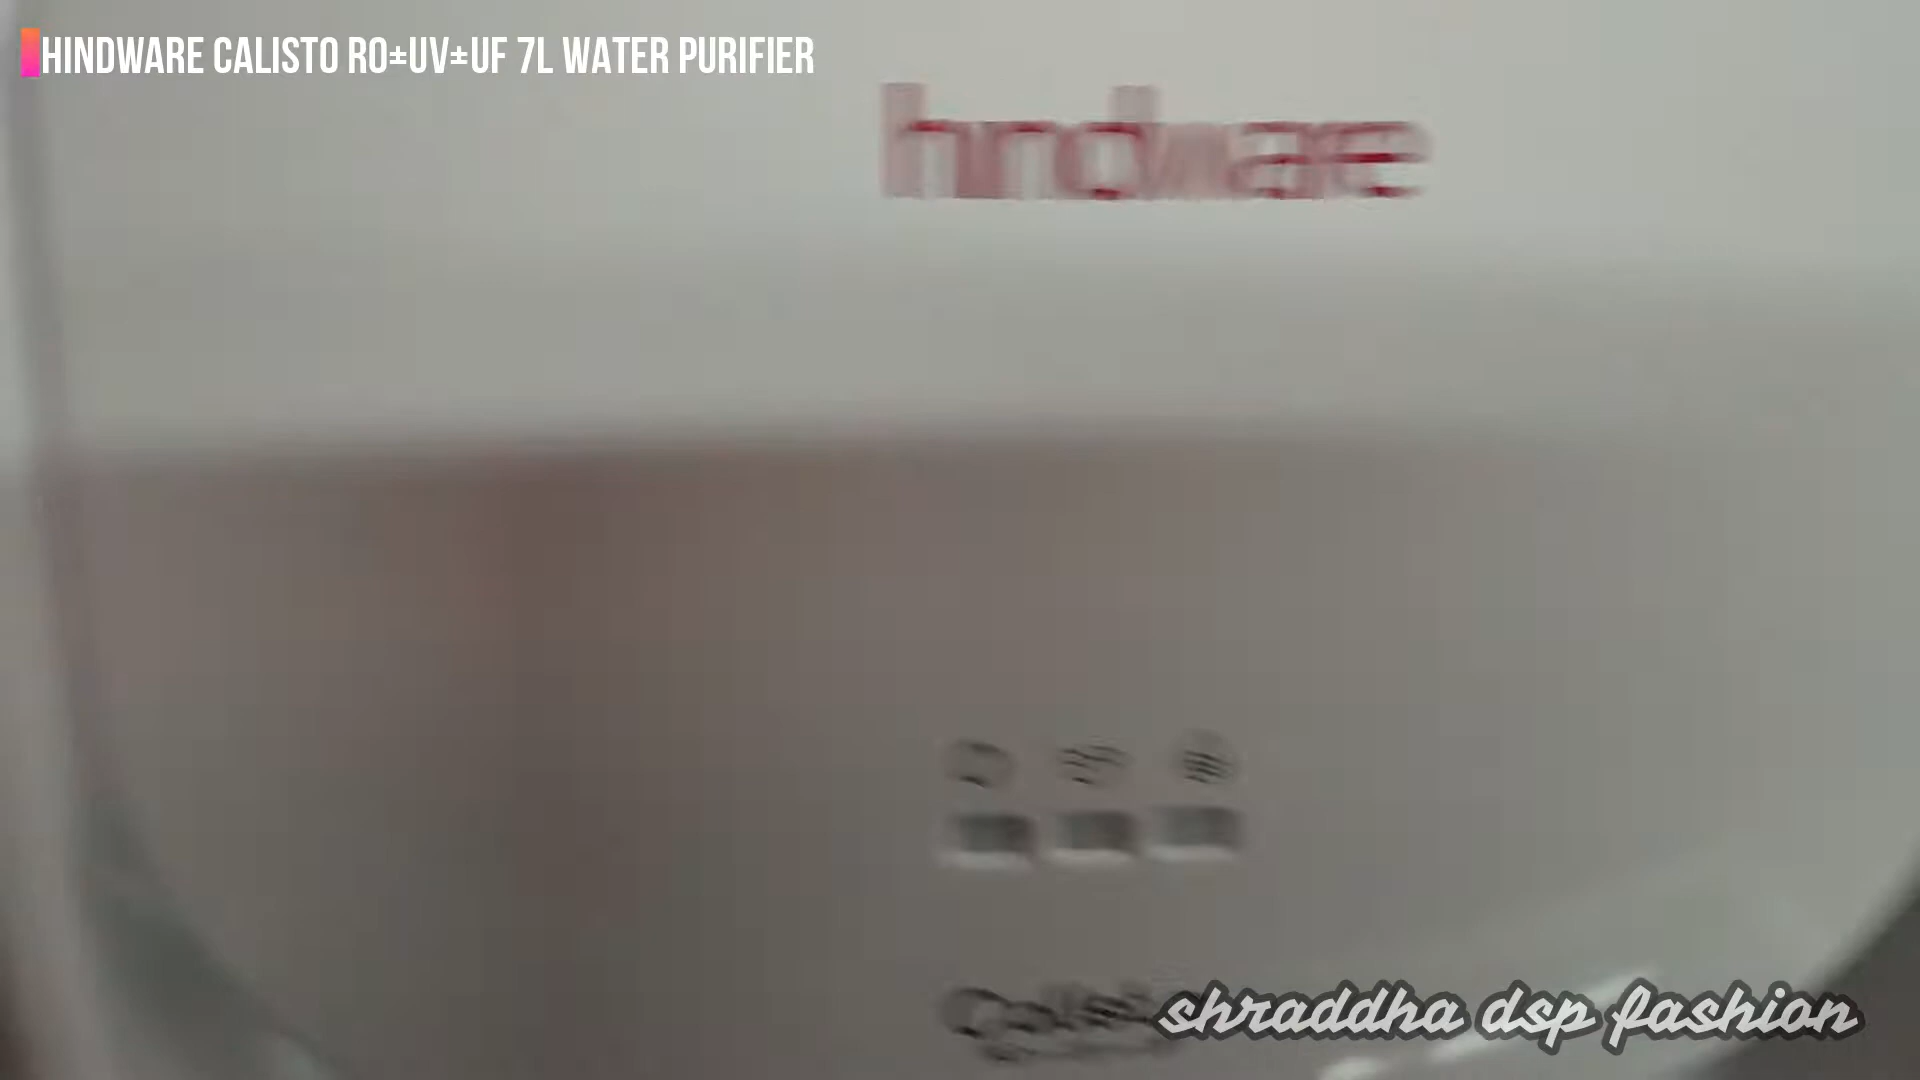 HINDWARE CALISTO RO±UV±UF 7L WATER PURIFIER
hindware
shraddha dsp fashion